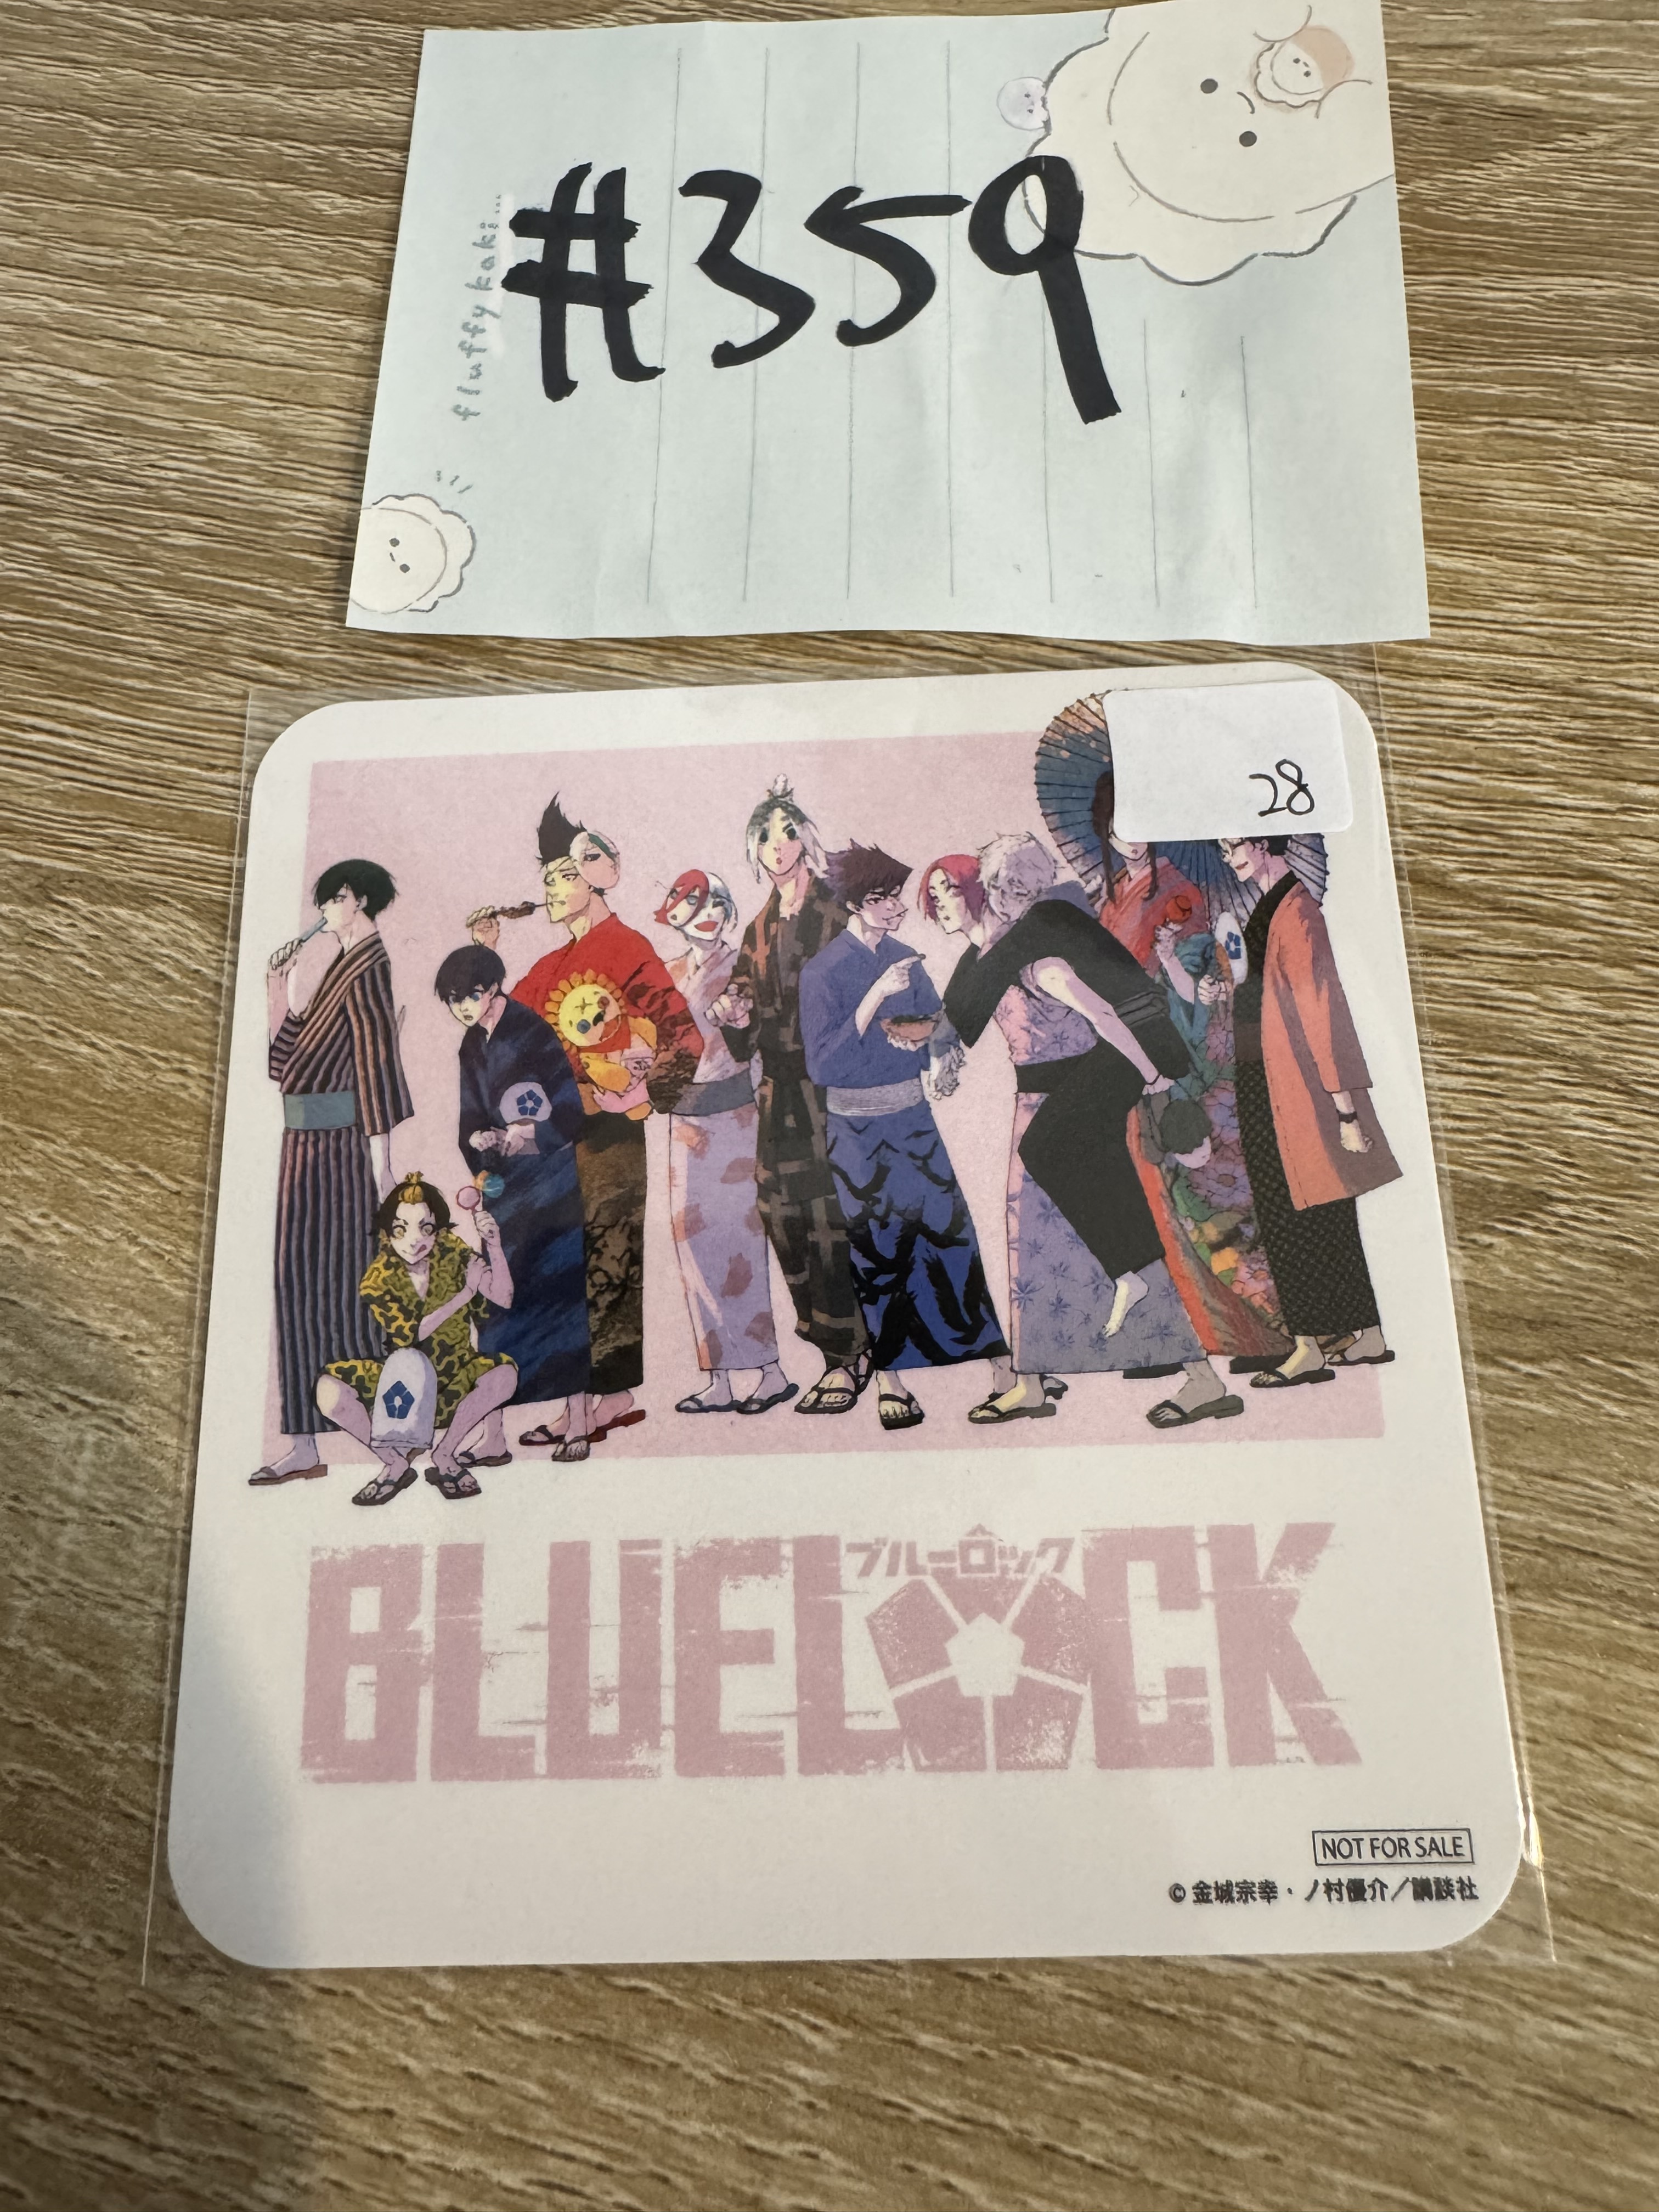 #359
fluffy kaki...
28
ブルーロック
BLUELOCK
NOT FOR SALE
© 金城宗幸・ノ村優介／講談社